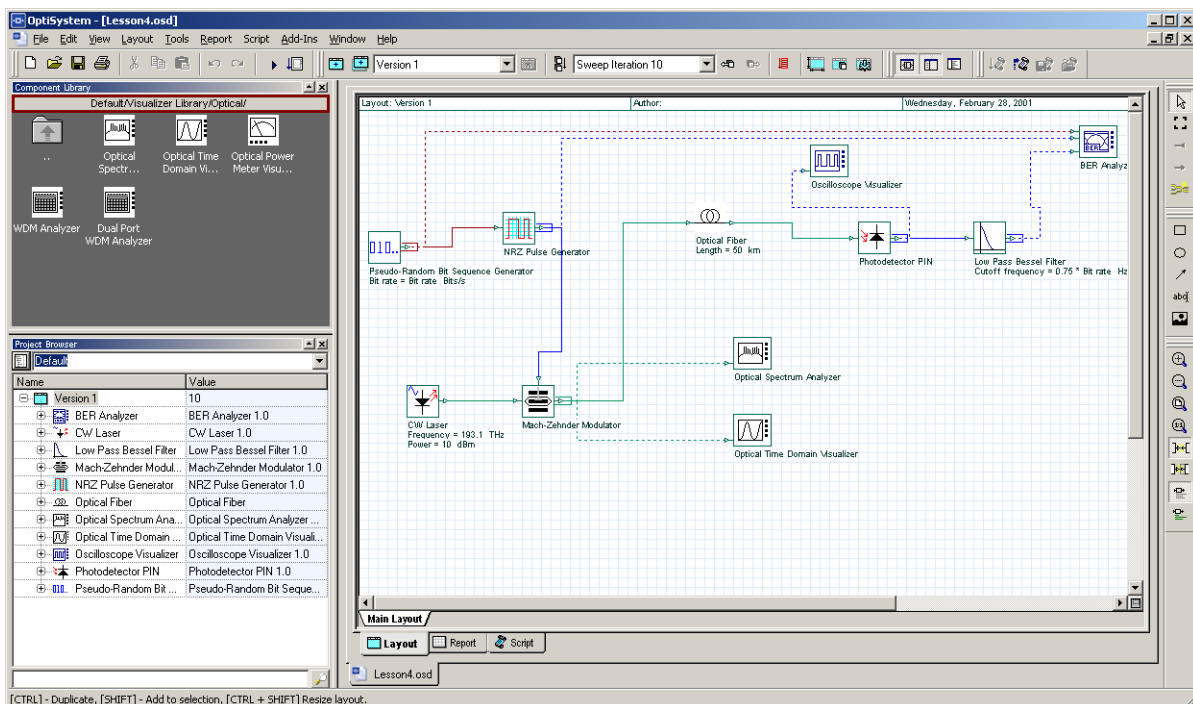 OptiSystem - [Lesson4.osd]
File Edit View Layout Tools Report Script Add-Ins Window Help
Version 1
Sweep Iteration 10
Component Library
Default/Visualizer Library/Optical/
..
Optical Spectr...
Optical Time Domain Vi...
Optical Power Meter Visu...
WDM Analyzer
Dual Port WDM Analyzer
Project Browser
Default
Name Value
Version 1 10
BER Analyzer BER Analyzer 1.0
CW Laser CW Laser 1.0
Low Pass Bessel Filter Low Pass Bessel Filter 1.0
Mach-Zehnder Modul... Mach-Zehnder Modulator 1.0
NRZ Pulse Generator NRZ Pulse Generator 1.0
Optical Fiber Optical Fiber
Optical Spectrum Ana... Optical Spectrum Analyzer ...
Optical Time Domain ... Optical Time Domain Visuali...
Oscilloscope Visualizer Oscilloscope Visualizer 1.0
Photodetector PIN Photodetector PIN 1.0
Pseudo-Random Bit ... Pseudo-Random Bit Seque...
Layout: Version 1 Author: Wednesday, February 28, 2001
BER
BER Analyz
Oscilloscope Visualizer
NRZ Pulse Generator
Optical Fiber
Length = 50 km
010..
Pseudo-Random Bit Sequence Generator
Bit rate = Bit rate Bits/s
Photodetector PIN
Low Pass Bessel Filter
Cutoff frequency = 0.75 * Bit rate Hz
Optical Spectrum Analyzer
CW Laser
Frequency = 193.1 THz
Power = 10 dBm
Mach-Zehnder Modulator
Optical Time Domain Visualizer
Main Layout
Layout Report Script
Lesson4.osd
abc
[CTRL] - Duplicate, [SHIFT] - Add to selection, [CTRL + SHIFT] Resize layout.